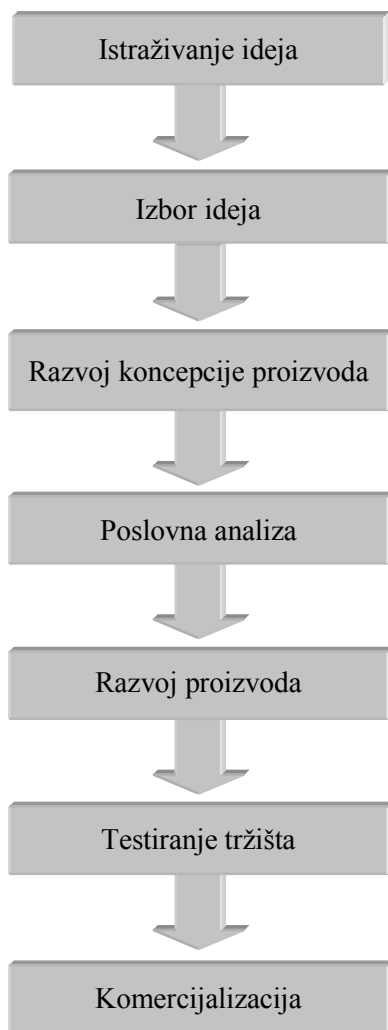 Istraživanje ideja
Izbor ideja
Razvoj koncepcije proizvoda
Poslovna analiza
Razvoj proizvoda
Testiranje tržišta
Komercijalizacija